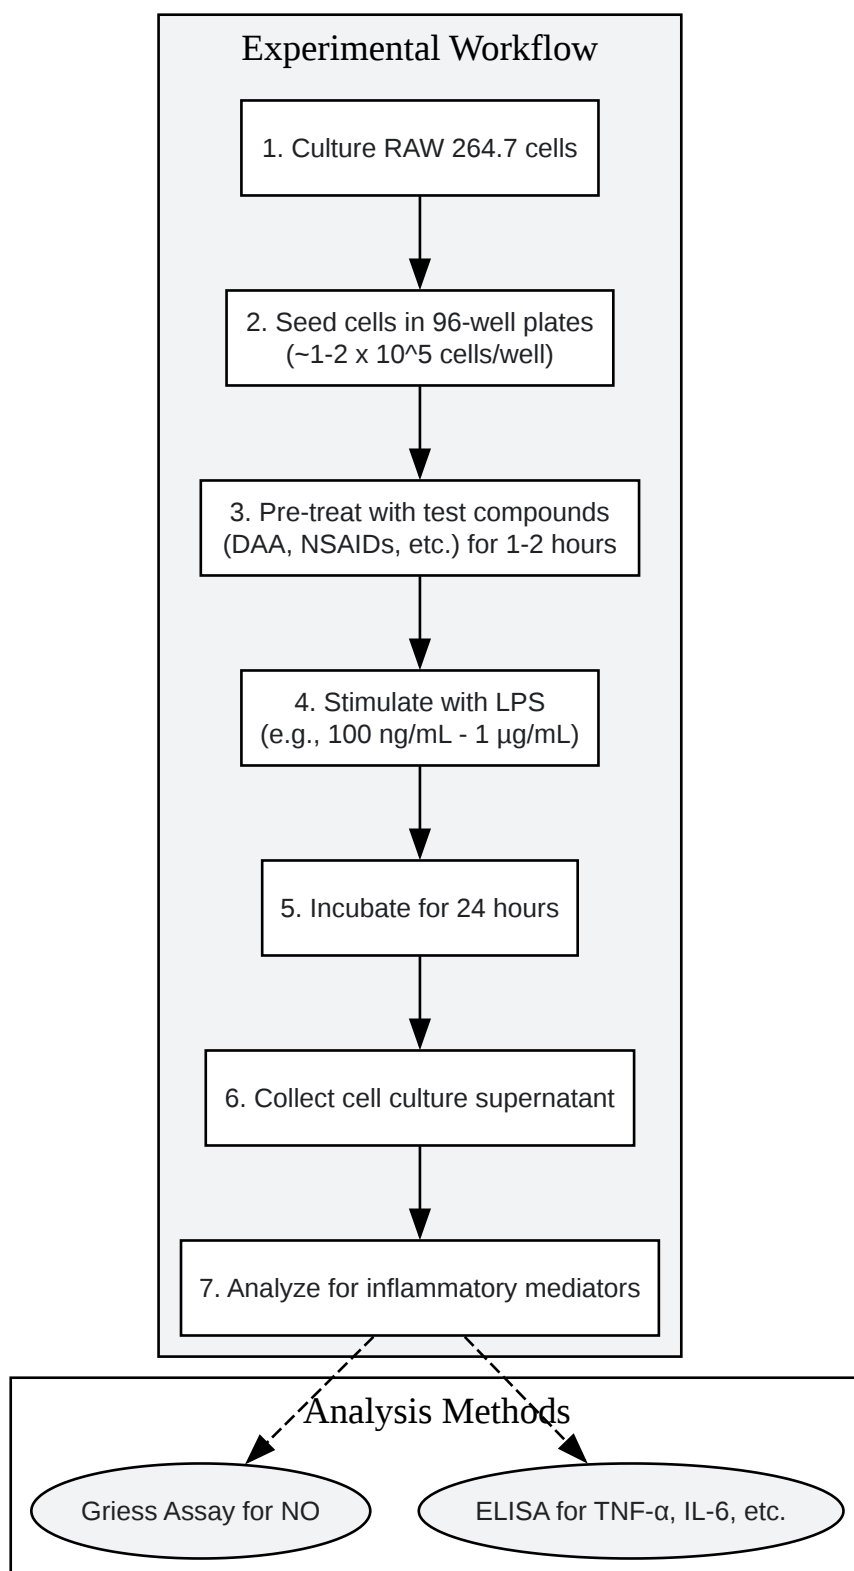 Experimental Workflow
1. Culture RAW 264.7 cells
2. Seed cells in 96-well plates
(~1-2 x 10^5 cells/well)
3. Pre-treat with test compounds
(DAA, NSAIDs, etc.) for 1-2 hours
4. Stimulate with LPS
(e.g., 100 ng/mL - 1 µg/mL)
5. Incubate for 24 hours
6. Collect cell culture supernatant
7. Analyze for inflammatory mediators
Analysis Methods
Griess Assay for NO
ELISA for TNF-α, IL-6, etc.